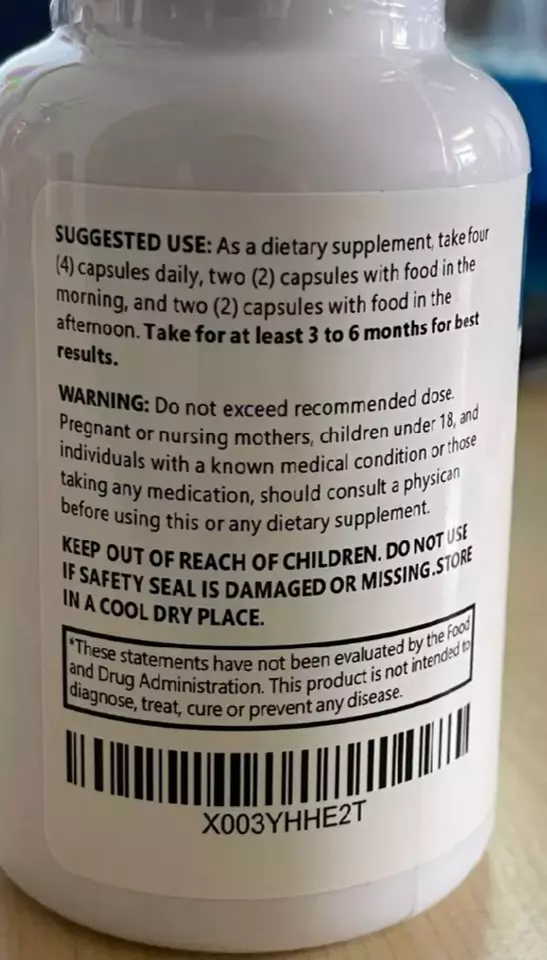 SUGGESTED USE: As a dietary supplement, take four
(4) capsules daily, two (2) capsules with food in the
morning, and two (2) capsules with food in the
afternoon. Take for at least 3 to 6 months for best
results.
WARNING: Do not exceed recommended dose.
Pregnant or nursing mothers, children under 18, and
individuals with a known medical condition or those
taking any medication, should consult a physican
before using this or any dietary supplement.
KEEP OUT OF REACH OF CHILDREN. DO NOT USE
IF SAFETY SEAL IS DAMAGED OR MISSING.STORE
IN A COOL DRY PLACE.
*These statements have not been evaluated by the Food
and Drug Administration. This product is not intended to
diagnose, treat, cure or prevent any disease.
X003YHHE2T